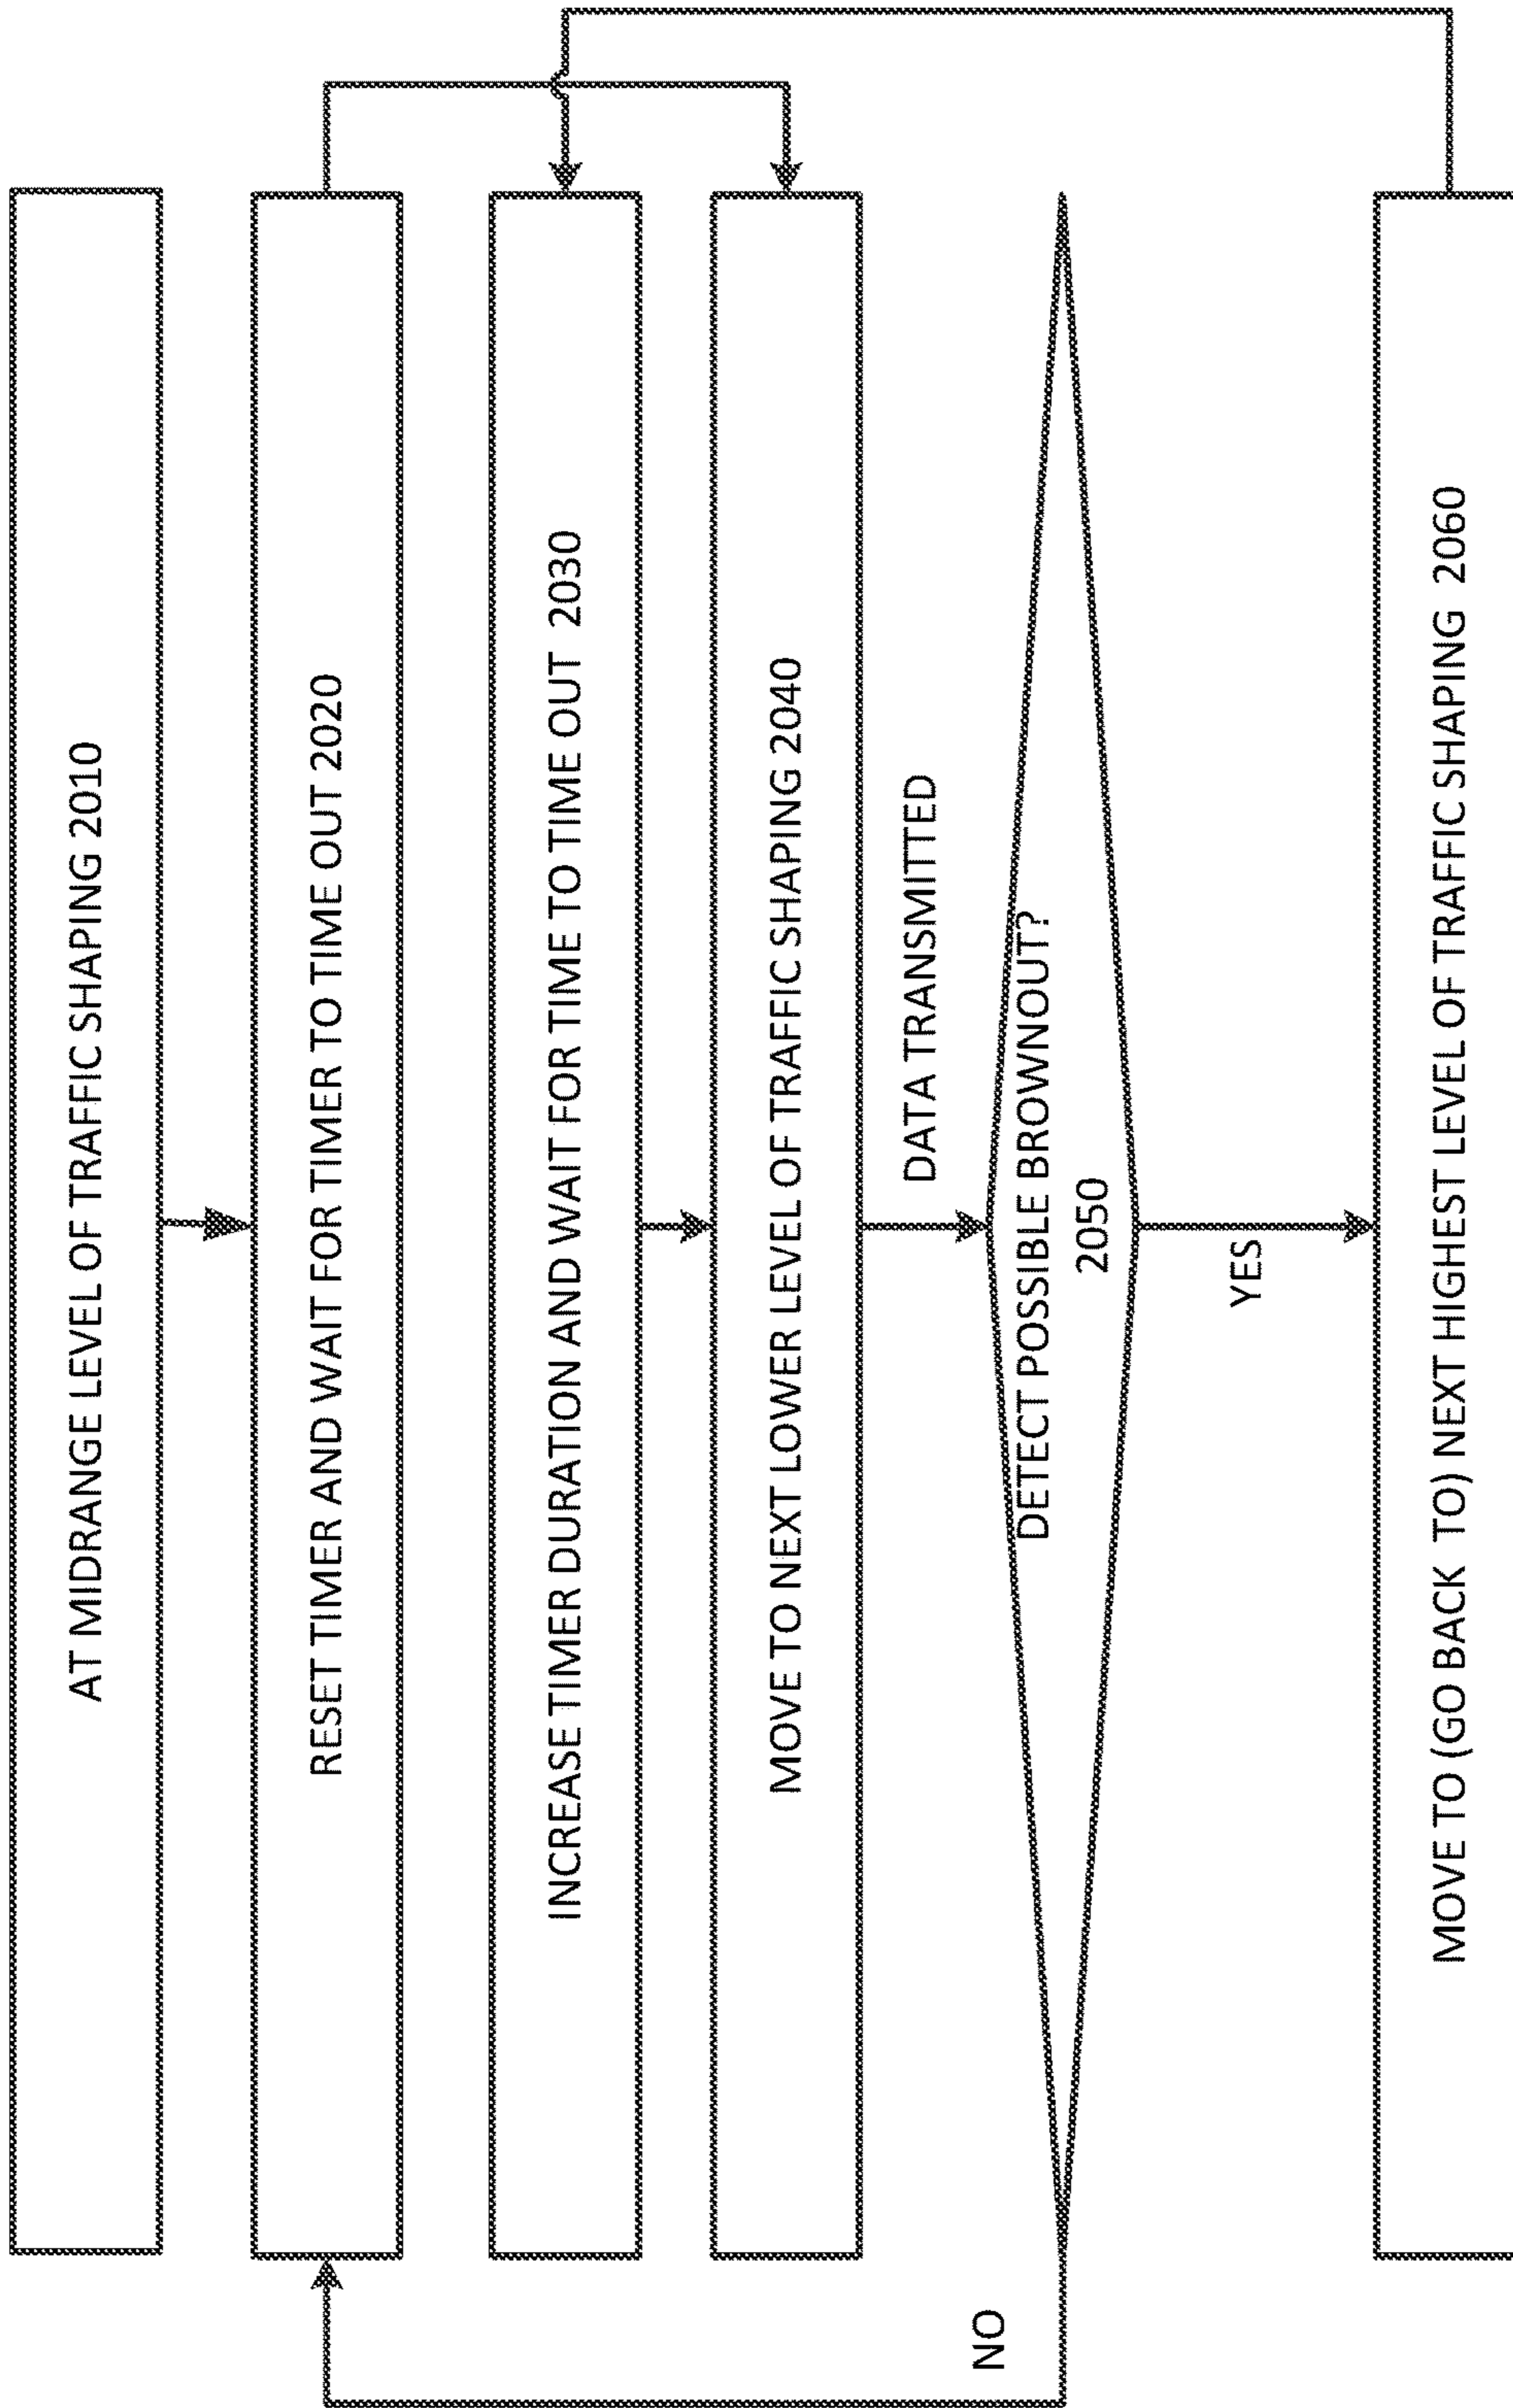 AT MIDRANGE LEVEL OF TRAFFIC SHAPING 2010
RESET TIMER AND WAIT FOR TIMER TO TIME OUT 2020
INCREASE TIMER DURATION AND WAIT FOR TIME TO TIME OUT 2030
MOVE TO NEXT LOWER LEVEL OF TRAFFIC SHAPING 2040
DATA TRANSMITTED
NO
DETECT POSSIBLE BROWNOUT?
2050
YES
MOVE TO (GO BACK TO) NEXT HIGHEST LEVEL OF TRAFFIC SHAPING 2060